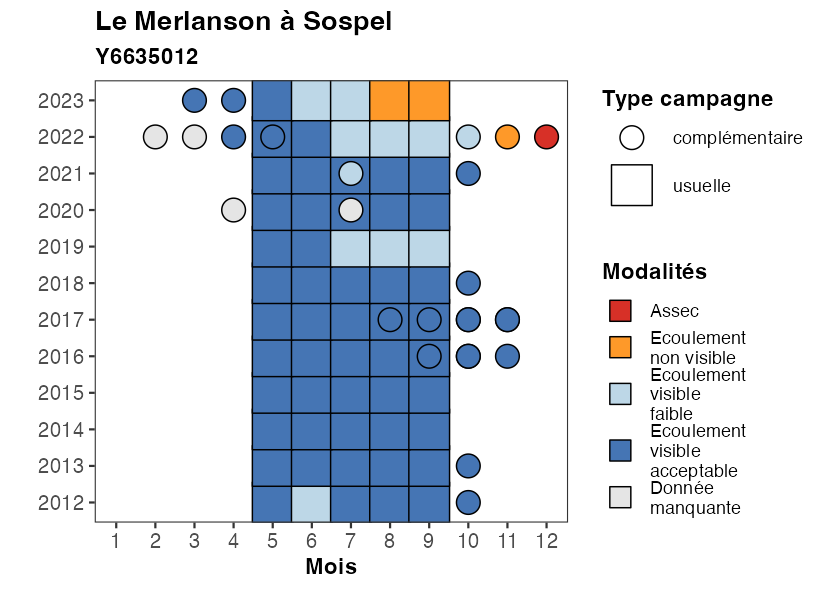 Le Merlanson à Sospel
Y6635012
2023
2022
2021
2020
2019
2018
2017
2016
2015
2014
2013
2012
1 2 3 4 5 6 7 8 9 10 11 12
Mois
Type campagne
complémentaire
usuelle
Modalités
Assec
Ecoulement
non visible
Ecoulement
visible
faible
Ecoulement
visible
acceptable
Donnée
manquante